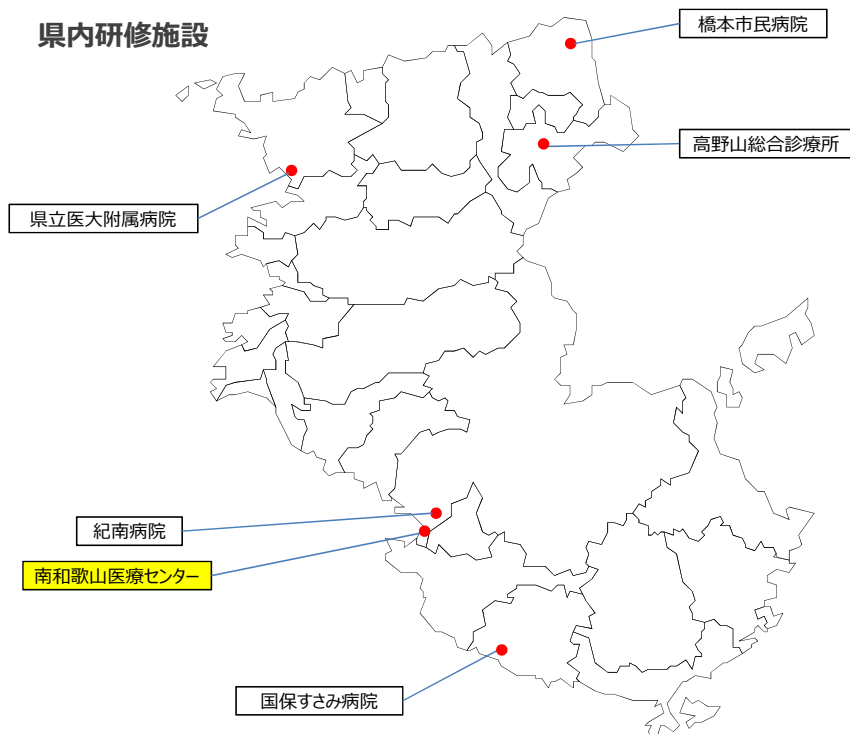 県内研修施設
橋本市民病院
高野山総合診療所
県立医大附属病院
紀南病院
南和歌山医療センター
国保すさみ病院